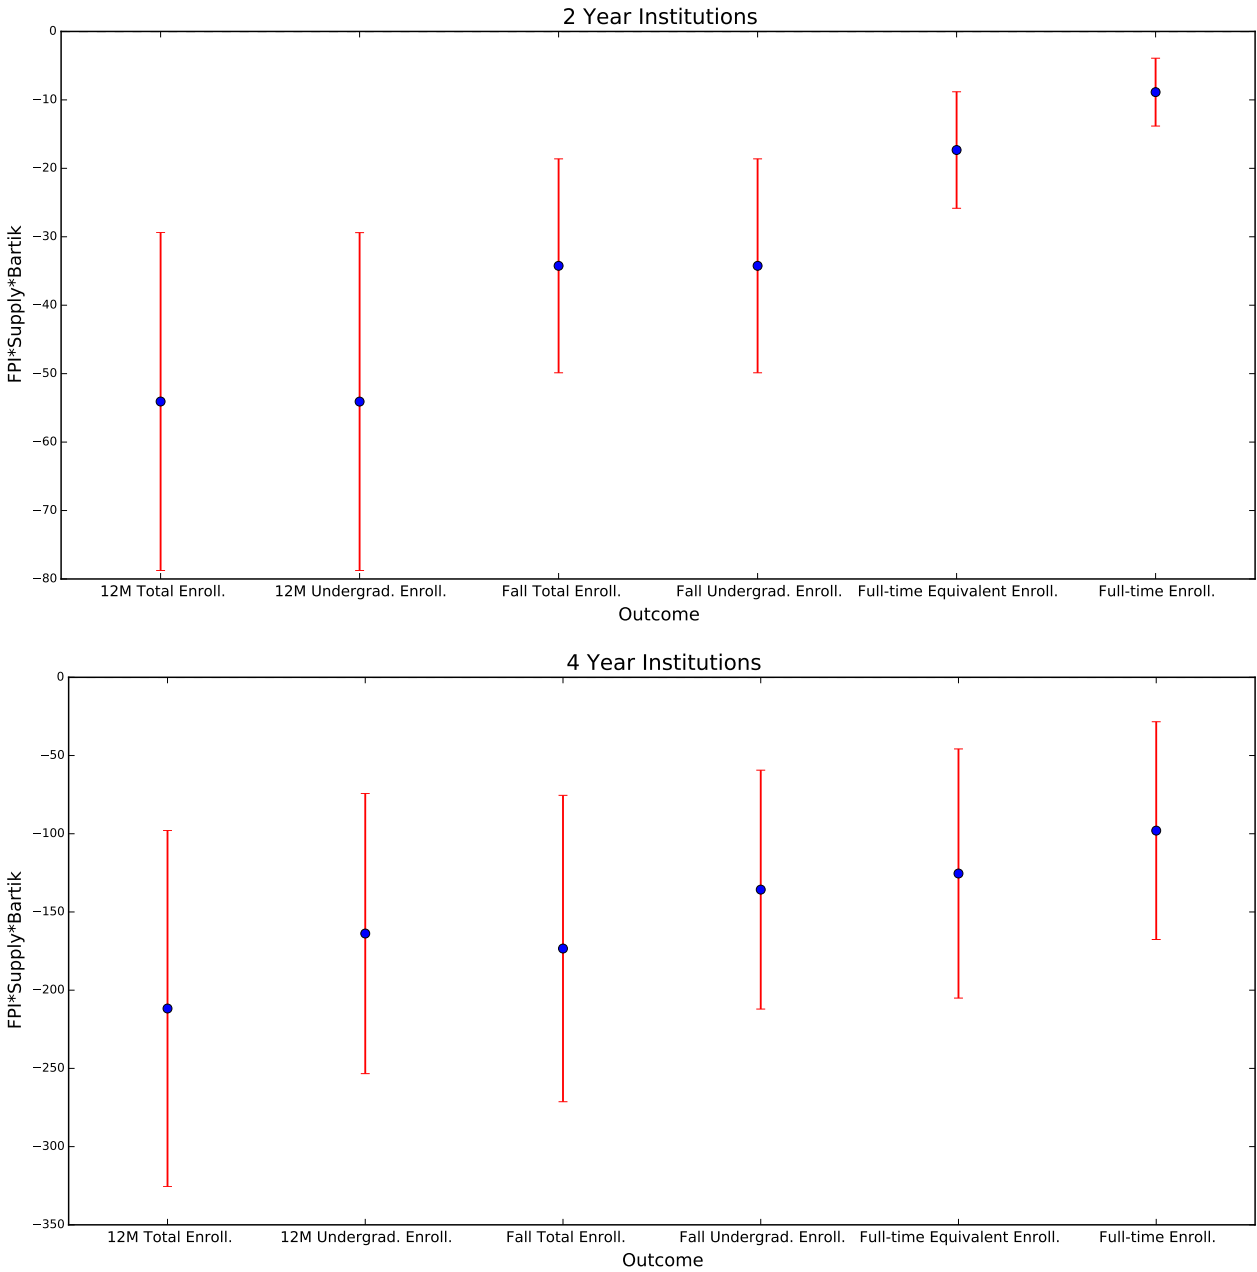 2 Year Institutions
0
−10
−20
−30
−40
−50
−60
−70
−80
FPI*Supply*Bartik
12M Total Enroll. 12M Undergrad. Enroll. Fall Total Enroll. Fall Undergrad. Enroll. Full-time Equivalent Enroll. Full-time Enroll.
Outcome
4 Year Institutions
0
−50
−100
−150
−200
−250
−300
−350
FPI*Supply*Bartik
12M Total Enroll. 12M Undergrad. Enroll. Fall Total Enroll. Fall Undergrad. Enroll. Full-time Equivalent Enroll. Full-time Enroll.
Outcome